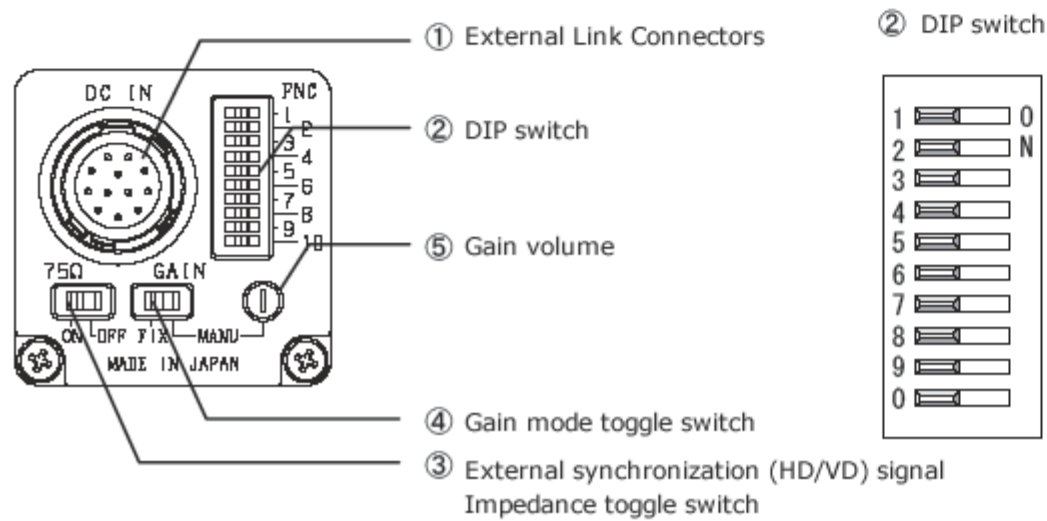 ① External Link Connectors
② DIP switch
DC IN
FNC
1
2
3
4
5
6
7
8
9
10
② DIP switch
⑤ Gain volume
75Ω
GAIN
ON OFF FIX MANU
MADE IN JAPAN
④ Gain mode toggle switch
③ External synchronization (HD/VD) signal
Impedance toggle switch
1 O
2 N
3
4
5
6
7
8
9
0